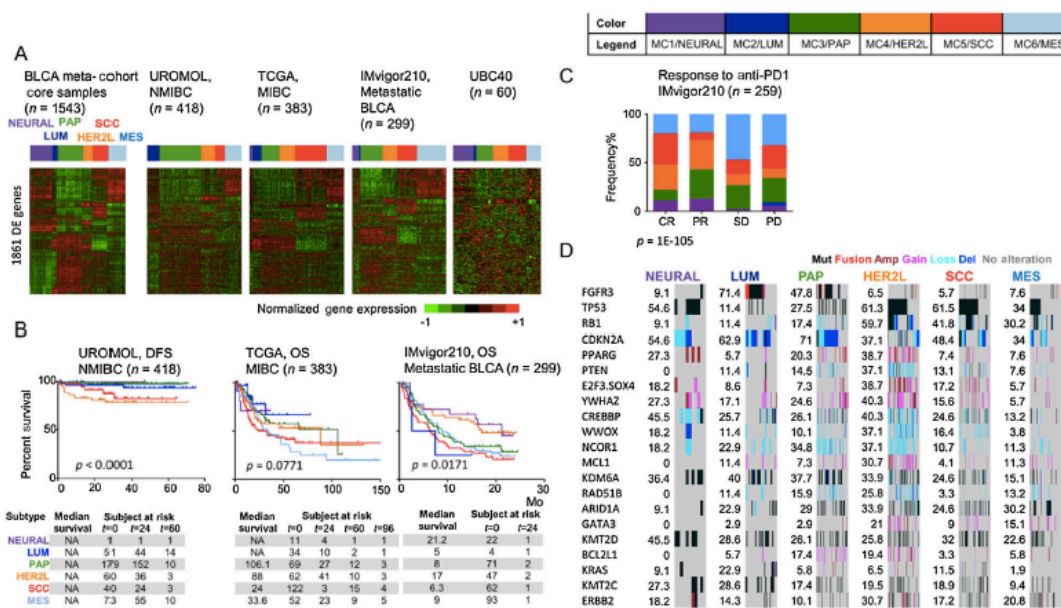 Color
Legend MC1/NEURAL MC2/LUM MC3/PAP MC4/HER2L MC5/SCC MC6/MES
A
BLCA meta-cohort core samples (n = 1543)
UROMOL, NMIBC (n = 418)
TCGA, MIBC (n = 383)
IMvigor210, Metastatic BLCA (n = 299)
UBC40 (n = 60)
NEURAL PAP SCC
LUM HER2L MES
1861 DE genes
Normalized gene expression
-1 +1
C
Response to anti-PD1
IMvigor210 (n = 259)
Frequency%
100
50
0
CR PR SD PD
p = 1E-105
B
UROMOL, DFS NMIBC (n = 418)
TCGA, OS MIBC (n = 383)
IMvigor210, OS Metastatic BLCA (n = 299)
Percent survival
100
50
0
p < 0.0001
p = 0.0771
p = 0.0171
0 20 40 60 80
0 50 100 150
0 10 20 30
Mo
Subtype Median survival Subject at risk t=0 t=24 t=60
Subject at risk t=0 t=24 t=60 t=96
Median survival Subject at risk t=0 t=24
NEURAL NA 1 1 1 NA 11 4 1 1 21.2 22 1
LUM NA 51 44 14 NA 34 10 2 1 5 4 1
PAP NA 179 152 10 106.1 69 27 12 3 8 71 2
HER2L NA 60 36 3 88 62 41 10 3 17 47 2
SCC NA 40 24 3 24 122 3 15 4 6.3 62 1
MES NA 73 55 10 33.6 52 23 9 5 9 93 1
D
Mut Fusion Amp Gain Loss Del No alteration
NEURAL LUM PAP HER2L SCC MES
FGFR3 9.1 71.4 47.8 6.5 5.7 7.6
TP53 54.6 11.4 27.5 61.3 61.5 34
RB1 9.1 11.4 17.4 59.7 41.8 30.2
CDKN2A 54.6 62.9 71 37.1 48.4 34
PPARG 27.3 5.7 20.3 38.7 7.4 7.6
PTEN 0 11.4 14.5 37.1 13.1 7.6
E2F3.SOX4 18.2 8.6 7.3 38.7 17.2 5.7
YWHAZ 27.3 17.1 24.6 40.3 15.6 5.7
CREBBP 45.5 25.7 26.1 40.3 24.6 13.2
WWOX 18.2 11.4 10.1 37.1 16.4 3.8
NCOR1 18.2 22.9 34.8 37.1 10.7 11.3
MCL1 0 11.4 7.3 30.7 4.1 11.3
KDM6A 36.4 40 37.7 33.9 24.6 15.1
RAD51B 0 11.4 15.9 25.8 3.3 13.2
ARID1A 0 22.9 29 33.9 24.6 30.2
GATA3 0 2.9 2.9 21 9 15.1
KMT2D 45.5 28.6 26.1 25.8 32 22.6
BCL2L1 0 5.7 17.4 19.4 3.3 5.8
KRAS 9.1 22.9 5.8 0 11.5 1.9
KMT2C 27.3 28.6 17.4 19.5 18.9 9.4
ERBB2 18.2 14.3 10.1 30.7 17.2 20.8